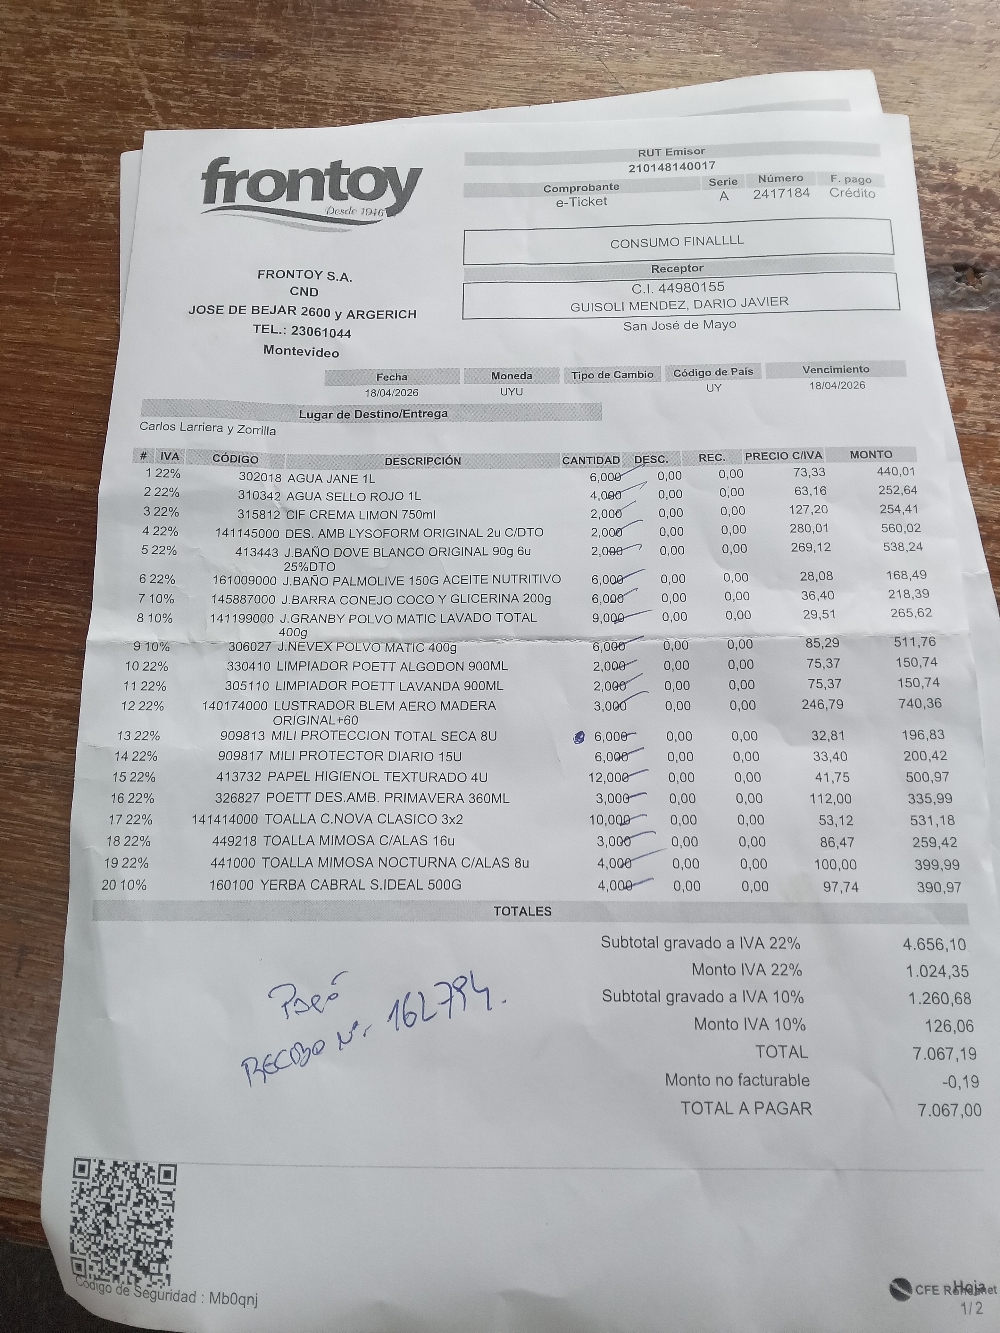 frontoy
Desde 1946
RUT Emisor
210148140017
Comprobante Serie Número F. pago
e-Ticket A 2417184 Crédito
CONSUMO FINALLLL
Receptor
C.I. 44980155
GUISOLI MENDEZ, DARIO JAVIER
San José de Mayo
FRONTOY S.A.
CND
JOSE DE BEJAR 2600 y ARGERICH
TEL.: 23061044
Montevideo
Fecha Moneda Tipo de Cambio Código de País Vencimiento
18/04/2026 UYU UY 18/04/2026
Lugar de Destino/Entrega
Carlos Larriera y Zorrilla
# IVA CÓDIGO DESCRIPCIÓN CANTIDAD DESC. REC. PRECIO C/IVA MONTO
1 22% 302018 AGUA JANE 1L 6,000 0,00 0,00 73,33 440,01
2 22% 310342 AGUA SELLO ROJO 1L 4,000 0,00 0,00 63,16 252,64
3 22% 315812 CIF CREMA LIMON 750ml 2,000 0,00 0,00 127,20 254,41
4 22% 141145000 DES. AMB LYSOFORM ORIGINAL 2u C/DTO 2,000 0,00 0,00 280,01 560,02
5 22% 413443 J.BAÑO DOVE BLANCO ORIGINAL 90g 6u 2,000 0,00 0,00 269,12 538,24
25%DTO
6 22% 161009000 J.BAÑO PALMOLIVE 150G ACEITE NUTRITIVO 6,000 0,00 0,00 28,08 168,49
7 10% 145887000 J.BARRA CONEJO COCO Y GLICERINA 200g 6,000 0,00 0,00 36,40 218,39
8 10% 141199000 J.GRANBY POLVO MATIC LAVADO TOTAL 9,000 0,00 0,00 29,51 265,62
400g
9 10% 306027 J.NEVEX POLVO MATIC 400g 6,000 0,00 0,00 85,29 511,76
10 22% 330410 LIMPIADOR POETT ALGODON 900ML 2,000 0,00 0,00 75,37 150,74
11 22% 305110 LIMPIADOR POETT LAVANDA 900ML 2,000 0,00 0,00 75,37 150,74
12 22% 140174000 LUSTRADOR BLEM AERO MADERA 3,000 0,00 0,00 246,79 740,36
ORIGINAL+60
13 22% 909813 MILI PROTECCION TOTAL SECA 8U 6,000 0,00 0,00 32,81 196,83
14 22% 909817 MILI PROTECTOR DIARIO 15U 6,000 0,00 0,00 33,40 200,42
15 22% 413732 PAPEL HIGIENOL TEXTURADO 4U 12,000 0,00 0,00 41,75 500,97
16 22% 326827 POETT DES.AMB. PRIMAVERA 360ML 3,000 0,00 0,00 112,00 335,99
17 22% 141414000 TOALLA C.NOVA CLASICO 3x2 10,000 0,00 0,00 53,12 531,18
18 22% 449218 TOALLA MIMOSA C/ALAS 16u 3,000 0,00 0,00 86,47 259,42
19 22% 441000 TOALLA MIMOSA NOCTURNA C/ALAS 8u 4,000 0,00 0,00 100,00 399,99
20 10% 160100 YERBA CABRAL S.IDEAL 500G 4,000 0,00 0,00 97,74 390,97
TOTALES
Subtotal gravado a IVA 22% 4.656,10
Monto IVA 22% 1.024,35
Subtotal gravado a IVA 10% 1.260,68
Monto IVA 10% 126,06
TOTAL 7.067,19
Monto no facturable -0,19
TOTAL A PAGAR 7.067,00
Pagó
RECIBO Nº 162794.
Código de Seguridad : Mb0qnj
CFE
Hoja
1/2